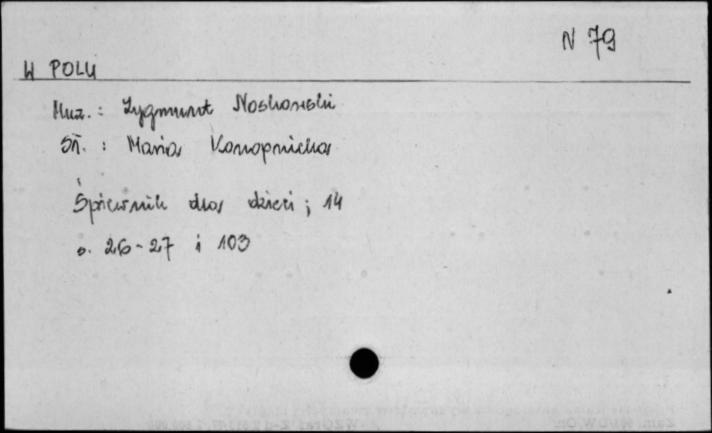 N 79
W POLU
Muz.: Zygmunt Noskowski
Sł. : Maria Konopnicka
Śpiewnik dla dzieci ; 14
s. 26-27 i 103